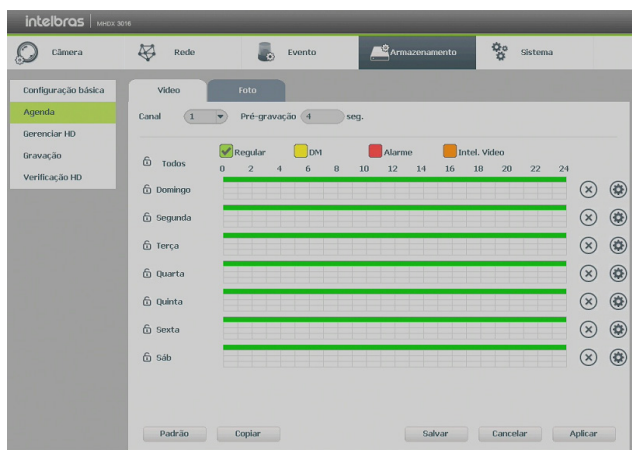 intelbras | MHDX 3016
Câmera Rede Evento Armazenamento Sistema
Configuração básica
Agenda
Gerenciar HD
Gravação
Verificação HD
Vídeo Foto
Canal 1 Pré-gravação 4 seg.
Regular DM Alarme Intel. Vídeo
Todos 0 2 4 6 8 10 12 14 16 18 20 22 24
Domingo
Segunda
Terça
Quarta
Quinta
Sexta
Sáb
Padrão Copiar Salvar Cancelar Aplicar